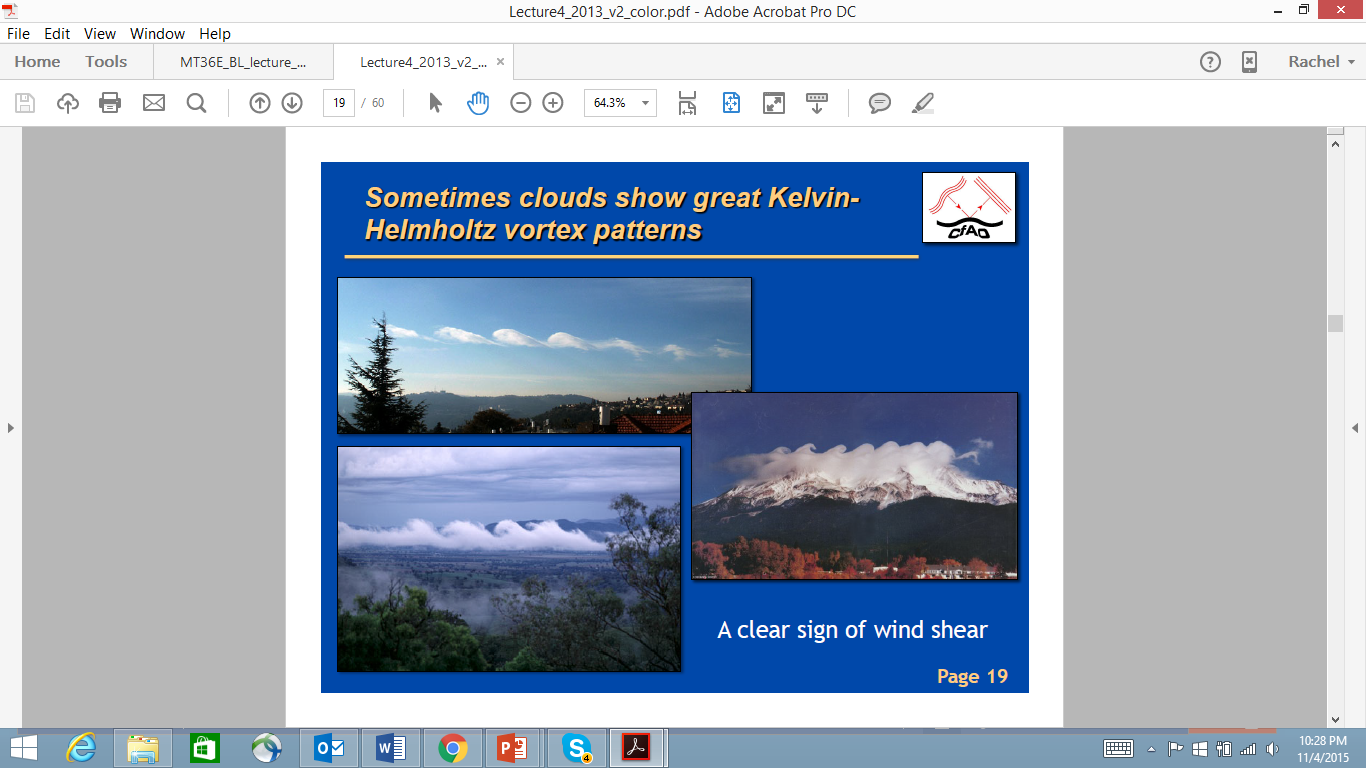 Lecture4_2013_v2_color.pdf - Adobe Acrobat Pro DC
File Edit View Window Help
Home Tools MT36E_BL_lecture_... Lecture4_2013_v2_... × Rachel
19 / 60 64.3%
Sometimes clouds show great Kelvin-
Helmholtz vortex patterns
CfAO
A clear sign of wind shear
Page 19
4
10:28 PM
11/4/2015